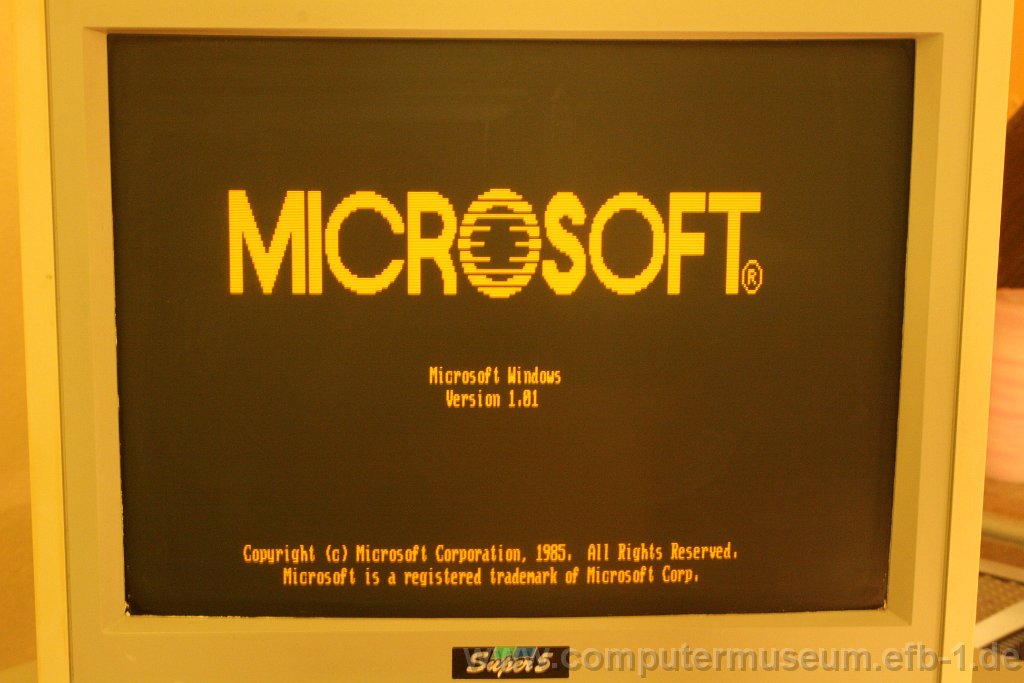 MICROSOFT®
Microsoft Windows
Version 1.01
Copyright (c) Microsoft Corporation, 1985. All Rights Reserved.
Microsoft is a registered trademark of Microsoft Corp.
Super5
www.computermuseum.efb-1.de